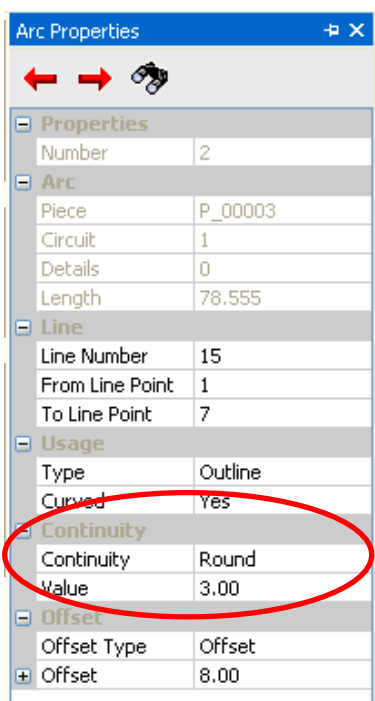 Arc Properties
Properties
Number 2
Arc
Piece P_00003
Circuit 1
Details 0
Length 78.555
Line
Line Number 15
From Line Point 1
To Line Point 7
Usage
Type Outline
Curved Yes
Continuity
Continuity Round
Value 3.00
Offset
Offset Type Offset
Offset 8.00